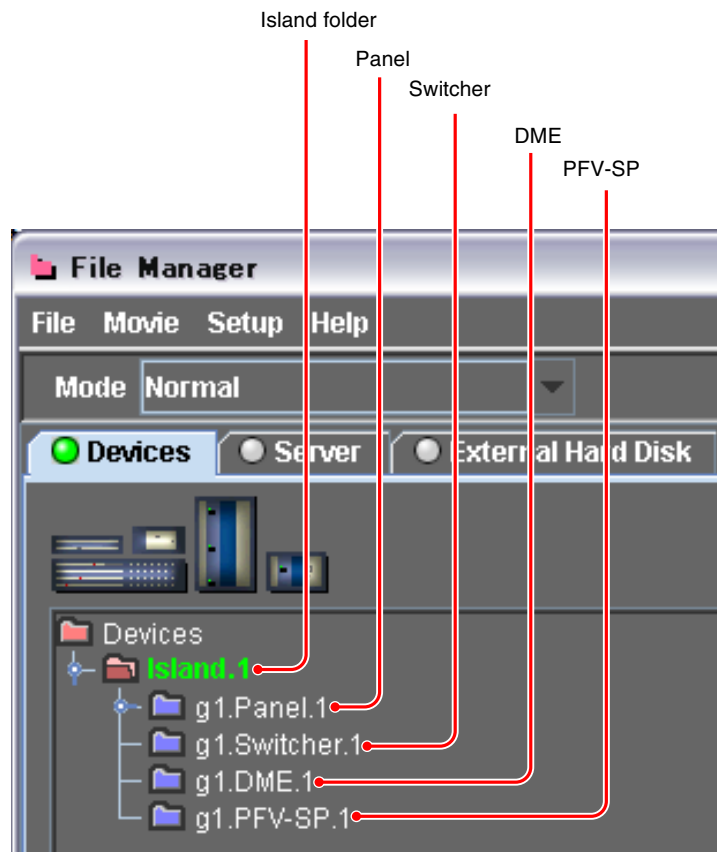 Island folder
Panel
Switcher
DME
PFV-SP
File Manager
File Movie Setup Help
Mode Normal
Devices Server External Hard Disk
Devices
Island.1
g1.Panel.1
g1.Switcher.1
g1.DME.1
g1.PFV-SP.1